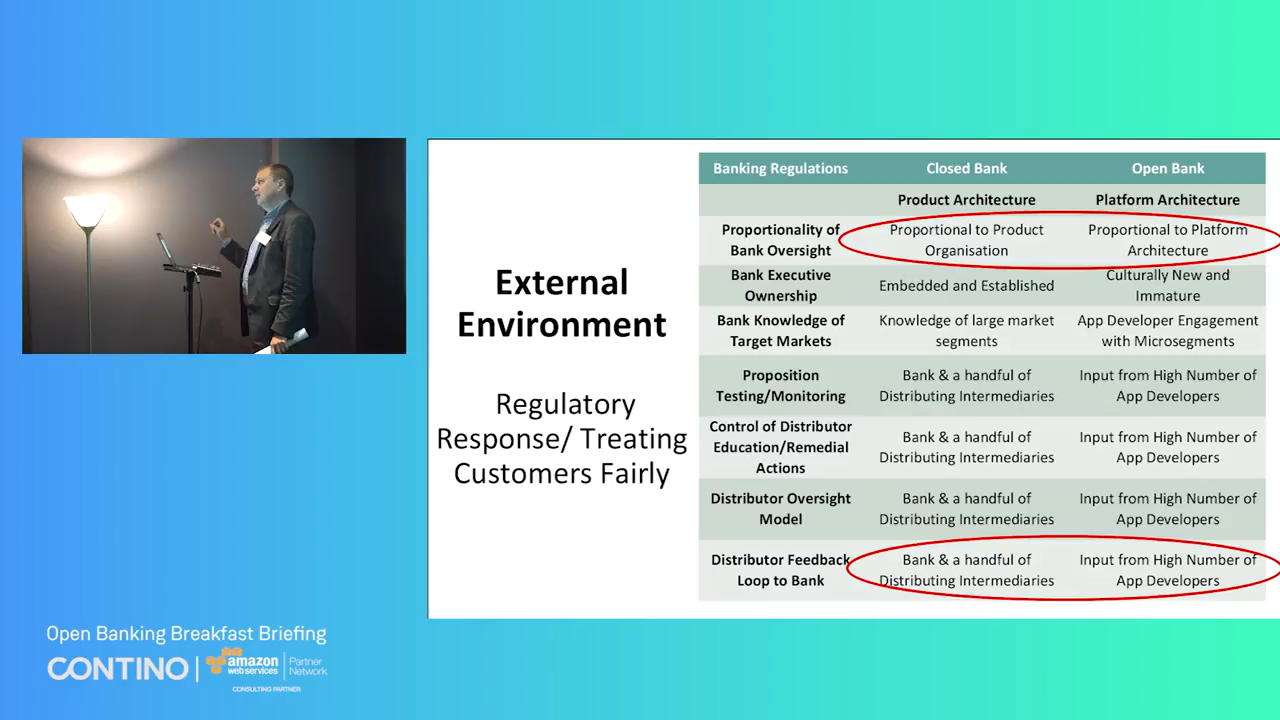 External
Environment
Regulatory
Response/ Treating
Customers Fairly
Banking Regulations Closed Bank Open Bank
Product Architecture Platform Architecture
Proportionality of
Bank Oversight
Proportional to Product
Organisation
Proportional to Platform
Architecture
Bank Executive
Ownership
Embedded and Established
Culturally New and
Immature
Bank Knowledge of
Target Markets
Knowledge of large market
segments
App Developer Engagement
with Microsegments
Proposition
Testing/Monitoring
Bank & a handful of
Distributing Intermediaries
Input from High Number of
App Developers
Control of Distributor
Education/Remedial
Actions
Bank & a handful of
Distributing Intermediaries
Input from High Number of
App Developers
Distributor Oversight
Model
Bank & a handful of
Distributing Intermediaries
Input from High Number of
App Developers
Distributor Feedback
Loop to Bank
Bank & a handful of
Distributing Intermediaries
Input from High Number of
App Developers
Open Banking Breakfast Briefing
CONTINO
amazon
web services
Partner
Network
CONSULTING PARTNER